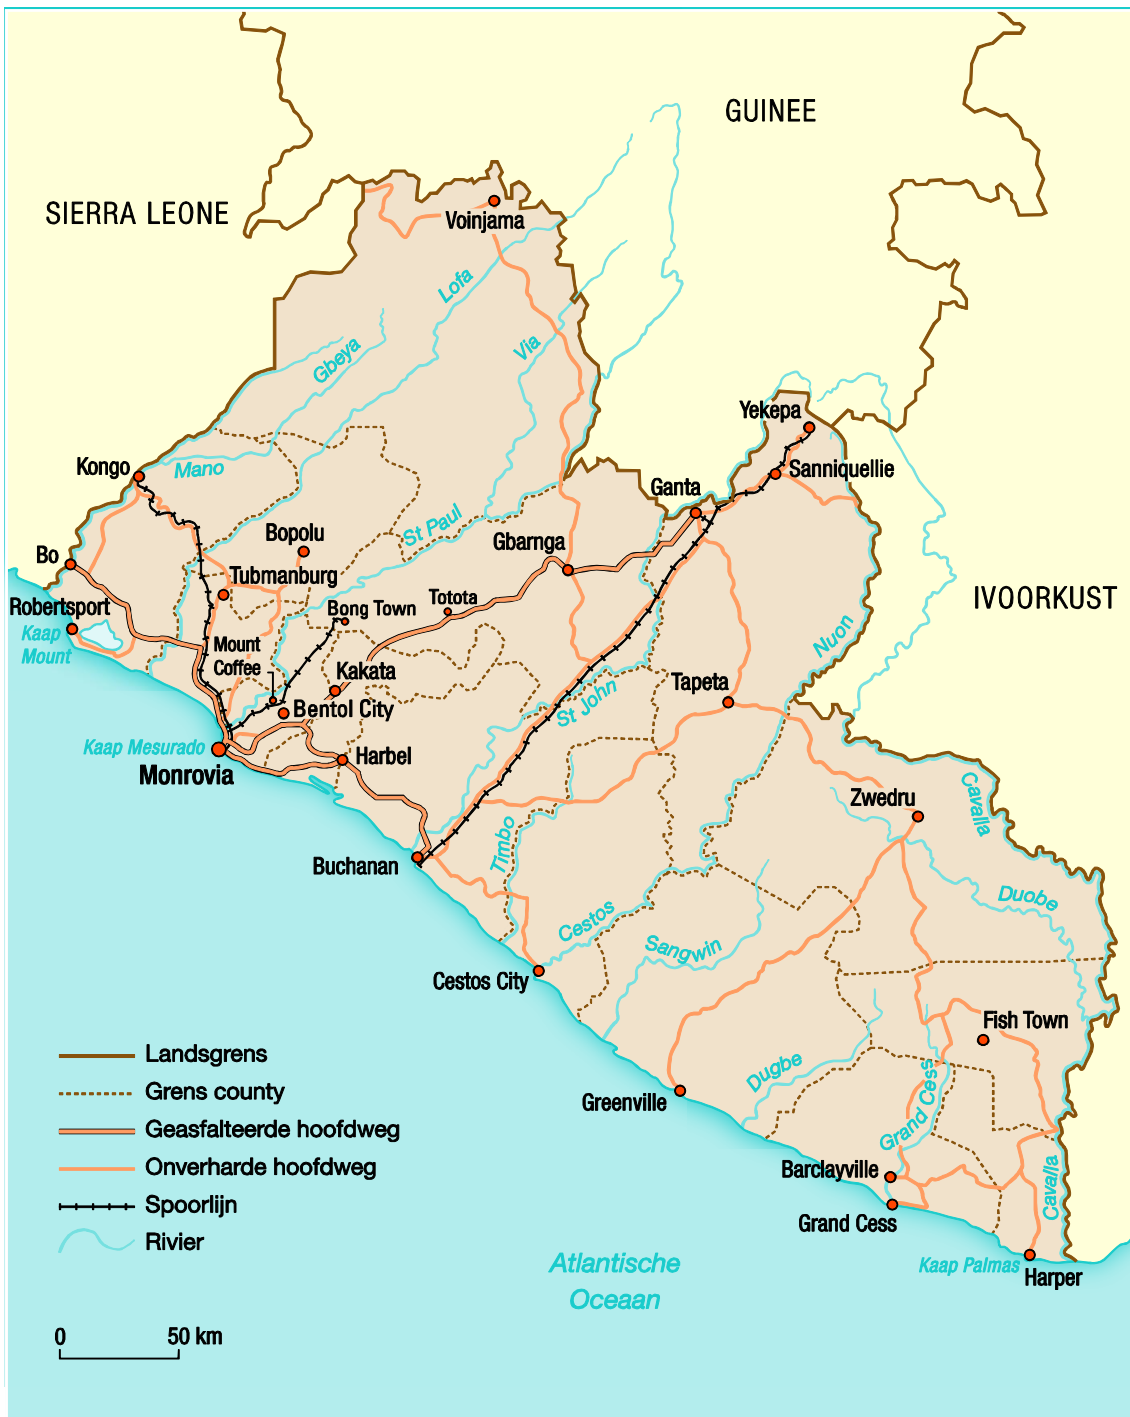 GUINEE
SIERRA LEONE
Voinjama
Lofa
Via
Gbeya
Yekepa
Kongo
Mano
Sanniquellie
Ganta
St Paul
Bopolu
Gbarnga
Bo
Tubmanburg
IVOORKUST
Robertsport
Bong Town
Totota
Kaap
Mount
Mount
Coffee
Nuon
Kakata
Tapeta
St John
Bentol City
Kaap Mesurado
Harbel
Monrovia
Zwedru
Cavalla
Timbo
Buchanan
Duobe
Cestos
Sangwin
Cestos City
Fish Town
Landsgrens
Dugbe
Grens county
Greenville
Grand Cess
Geasfalteerde hoofdweg
Onverharde hoofdweg
Barclayville
Cavalla
Spoorlijn
Grand Cess
Rivier
Atlantische
Oceaan
Kaap Palmas
Harper
0 50 km